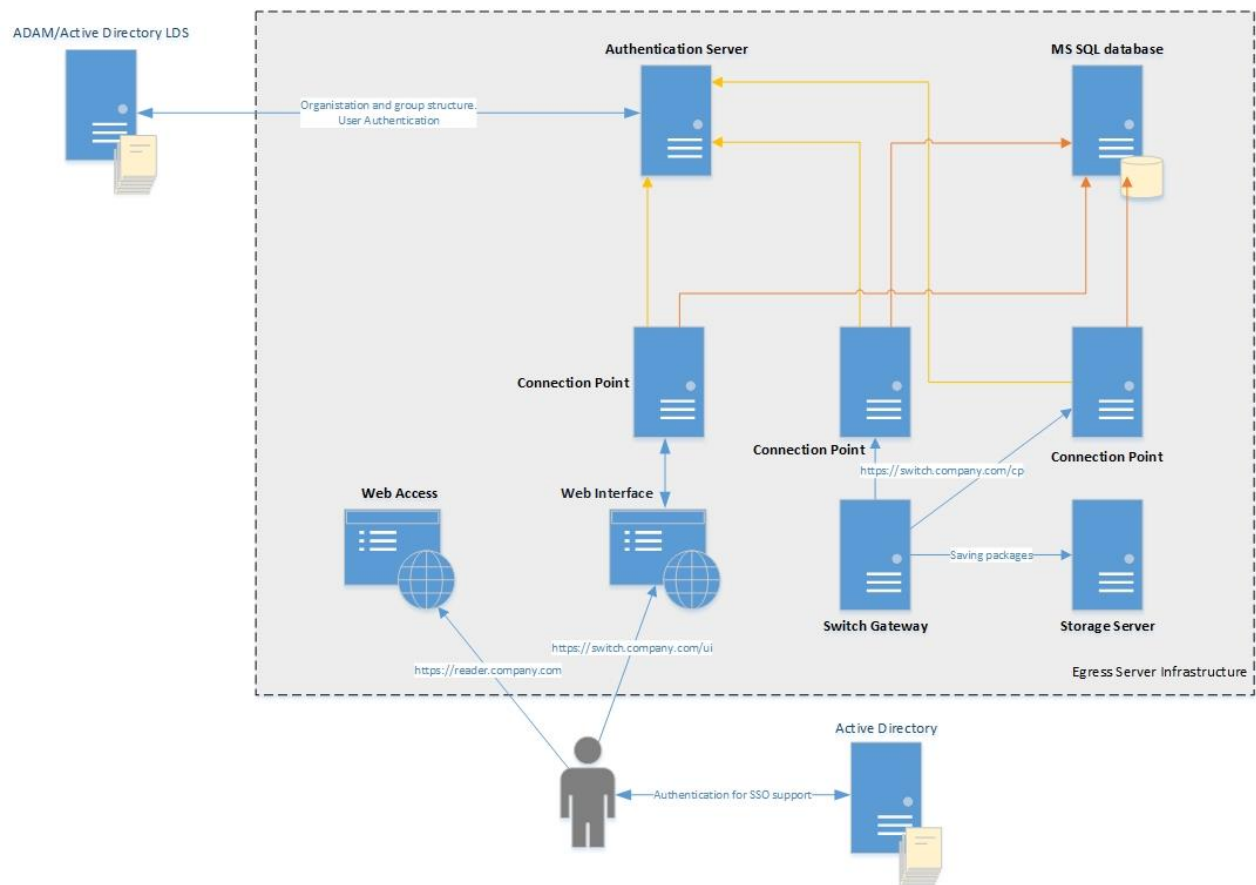 ADAM/Active Directory LDS
Authentication Server
MS SQL database
Organistation and group structure.
User Authentication
Connection Point
Connection Point
Connection Point
https://switch.company.com/cp
Web Access
Web Interface
Saving packages
Switch Gateway
Storage Server
https://switch.company.com/ui
https://reader.company.com
Egress Server Infrastructure
Active Directory
Authentication for SSO support